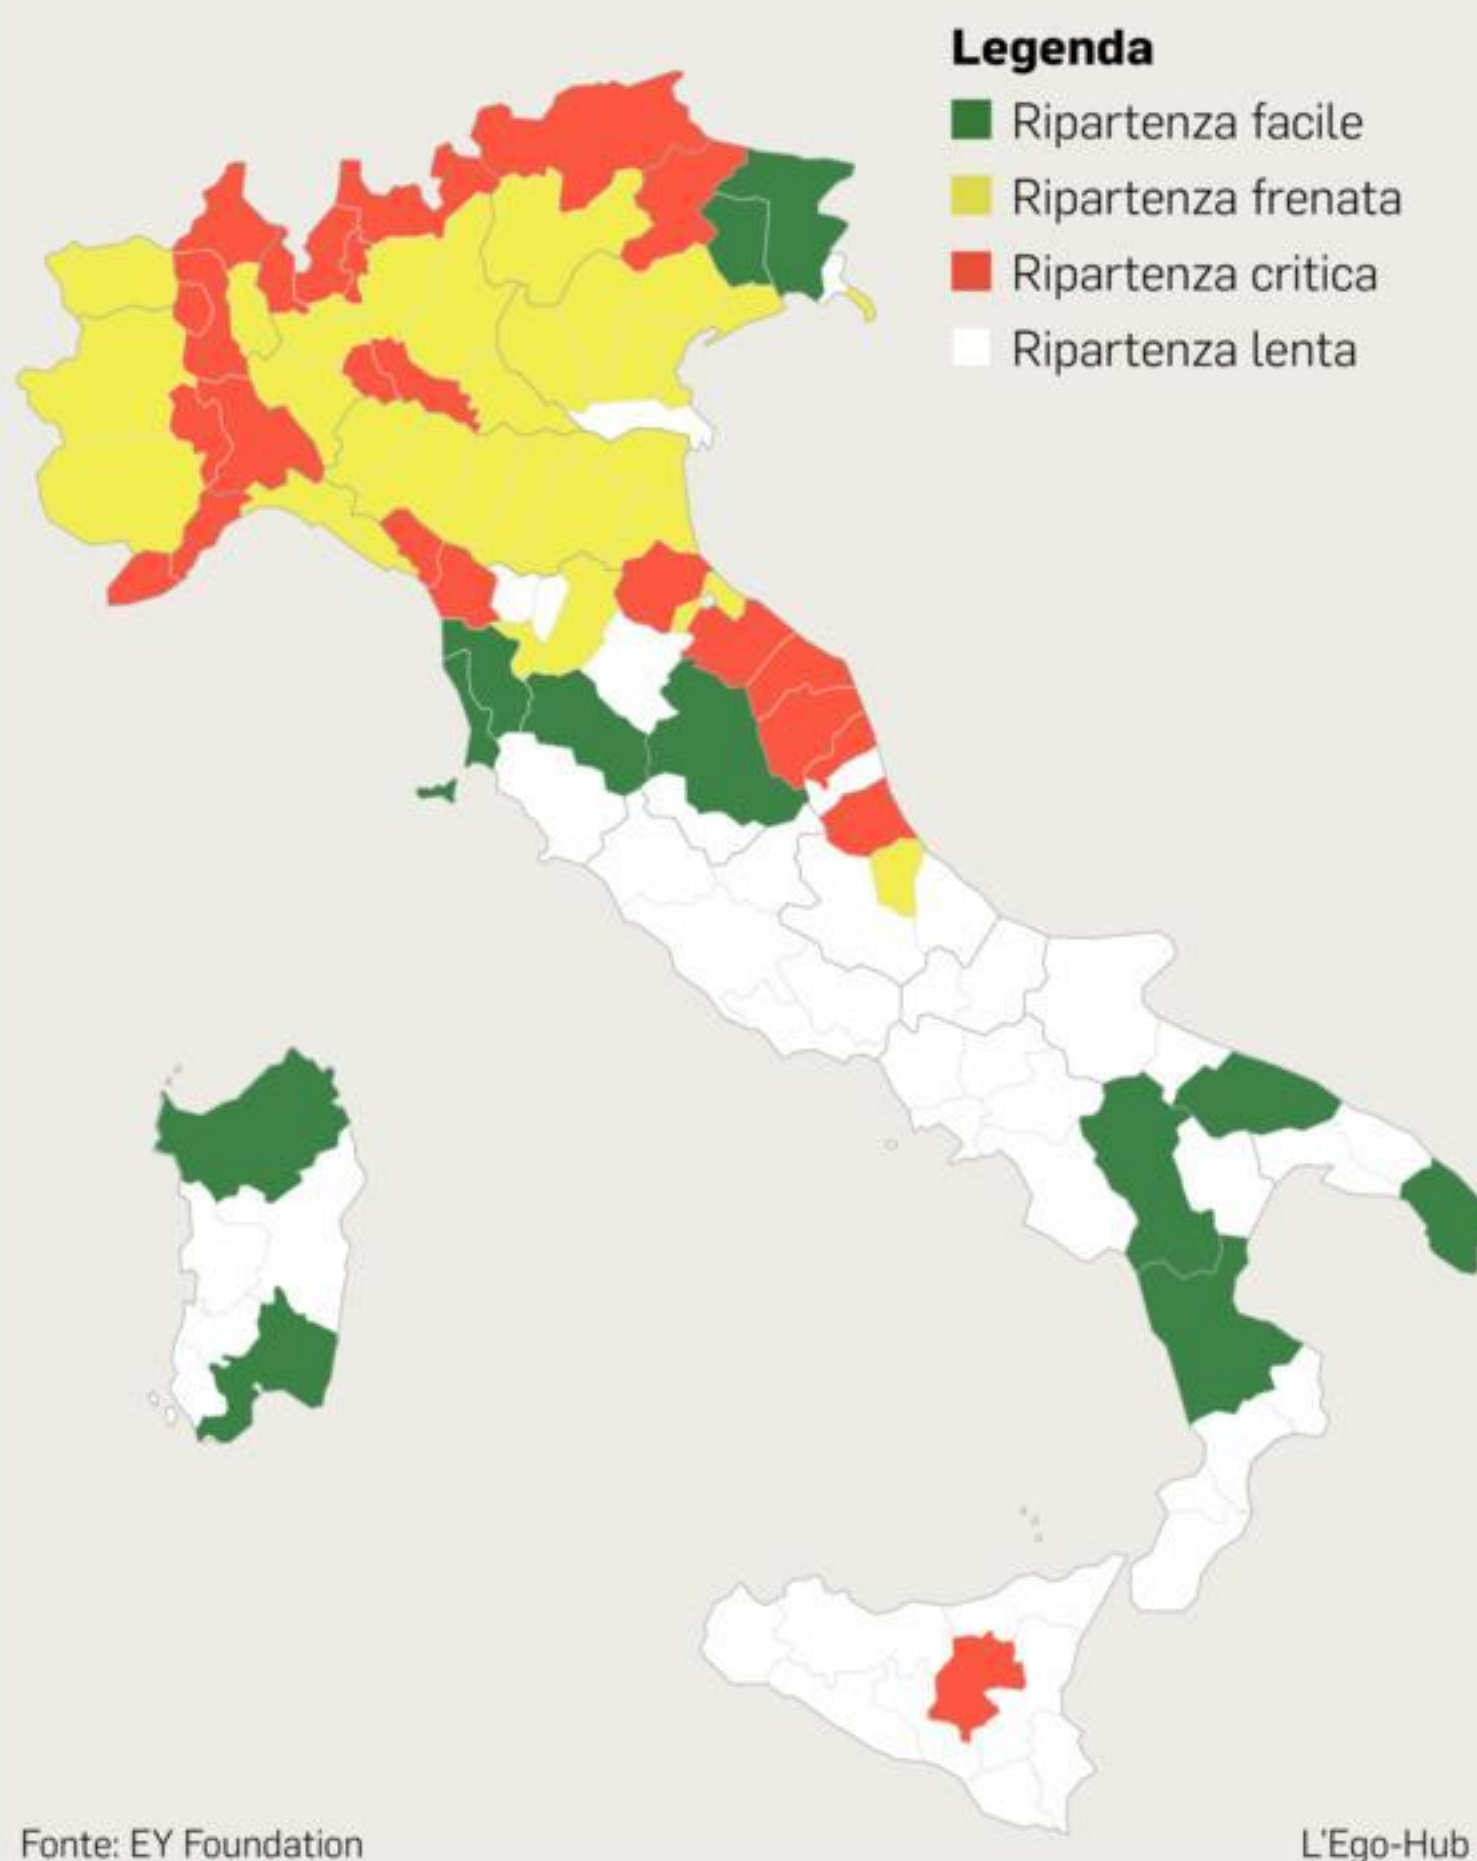 Legenda
Ripartenza facile
Ripartenza frenata
Ripartenza critica
Ripartenza lenta
Fonte: EY Foundation
L'Ego-Hub